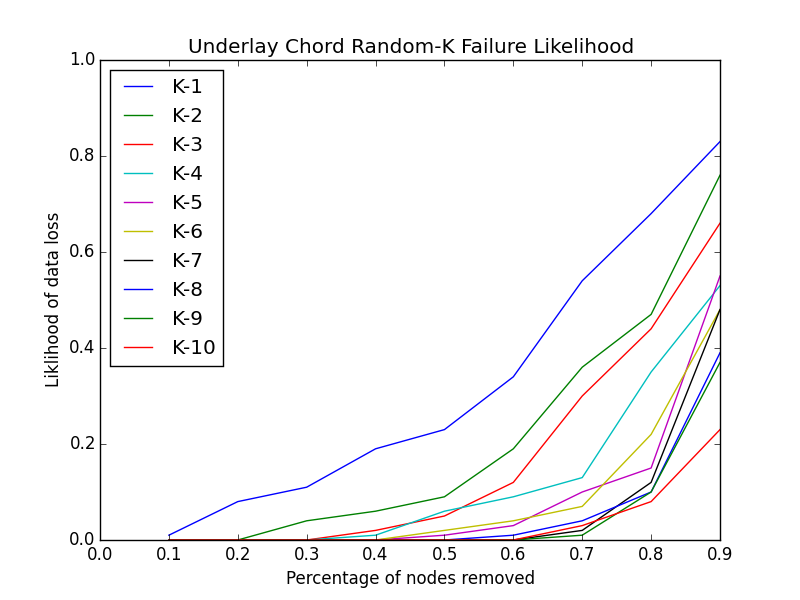 Underlay Chord Random-K Failure Likelihood
1.0
0.8
0.6
0.4
0.2
0.0
Liklihood of data loss
K-1
K-2
K-3
K-4
K-5
K-6
K-7
K-8
K-9
K-10
0.0 0.1 0.2 0.3 0.4 0.5 0.6 0.7 0.8 0.9
Percentage of nodes removed